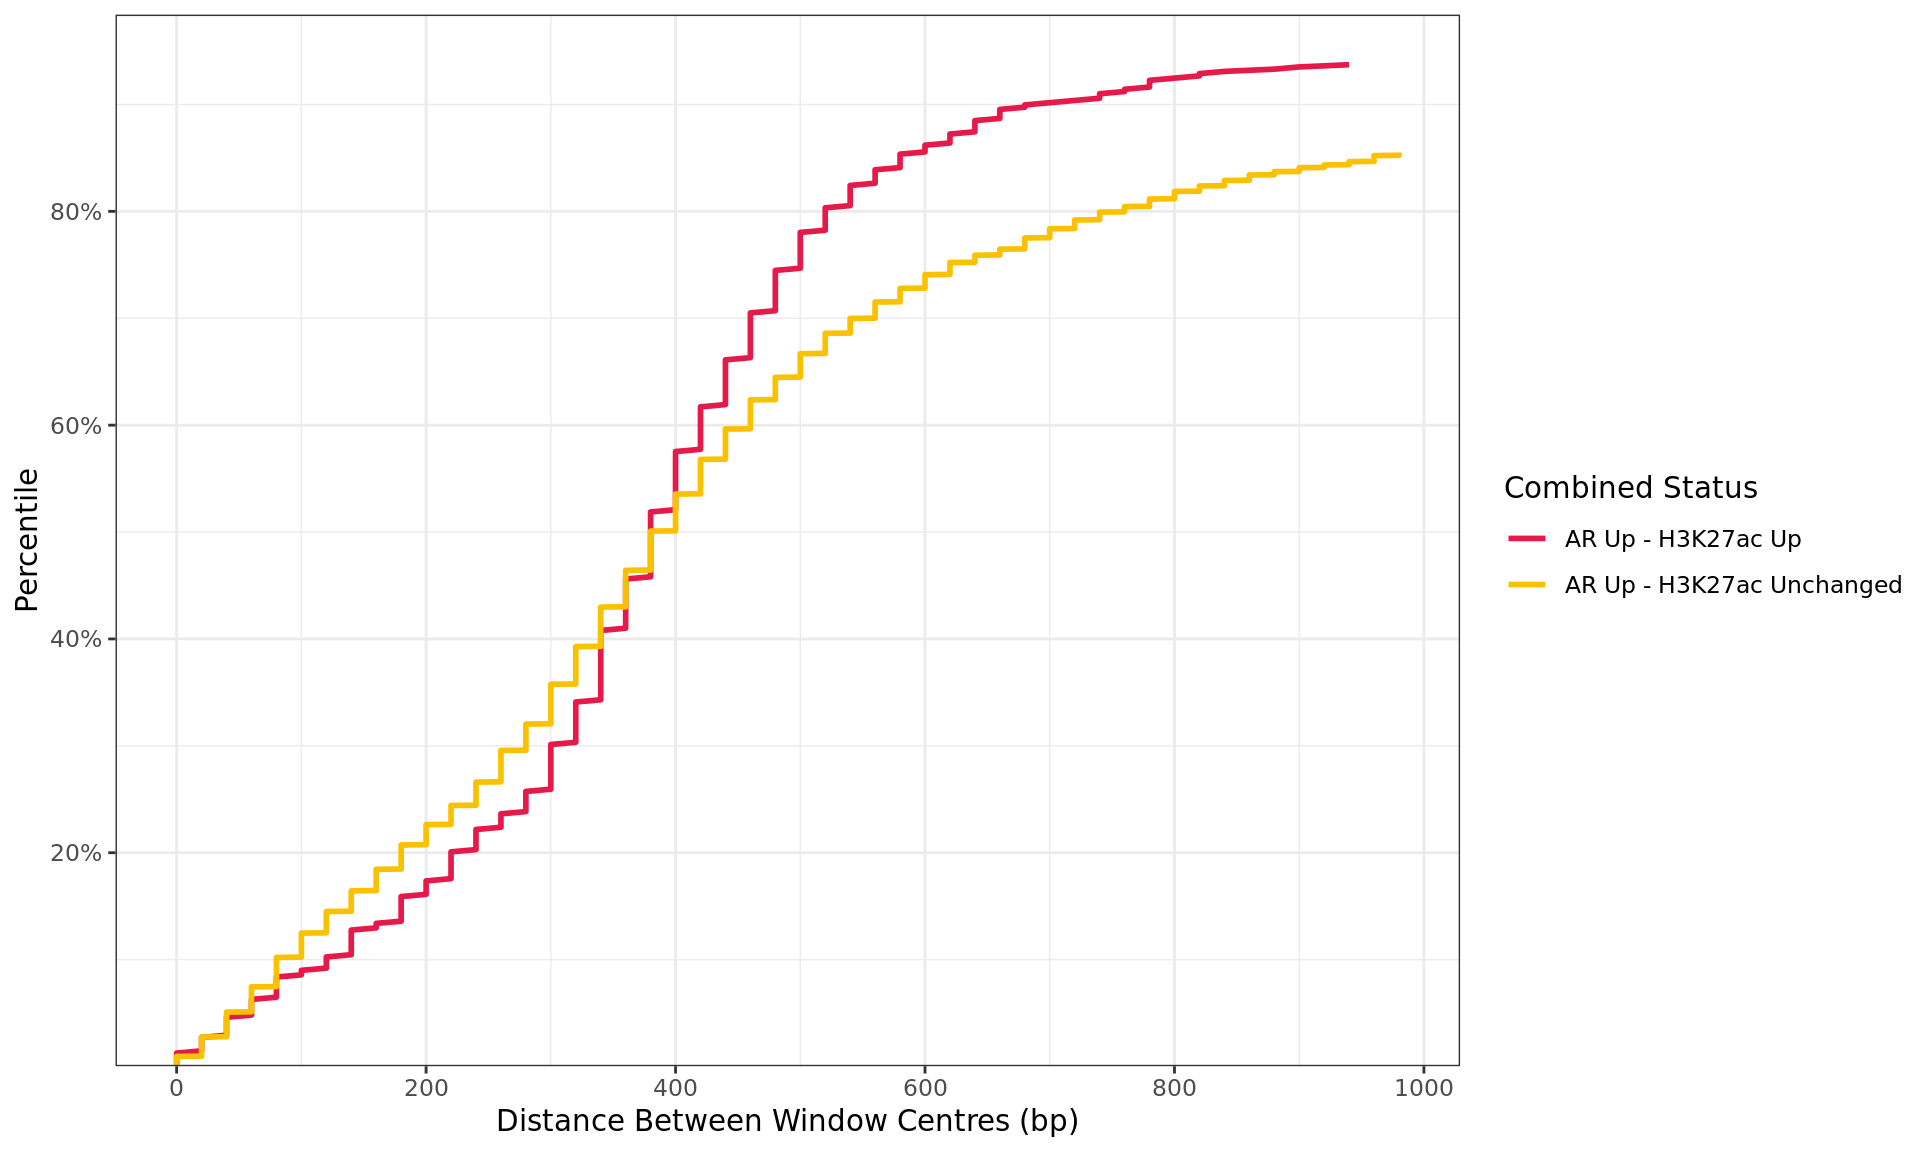 80%
60%
40%
20%
Percentile
0 200 400 600 800 1000
Distance Between Window Centres (bp)
Combined Status
AR Up - H3K27ac Up
AR Up - H3K27ac Unchanged